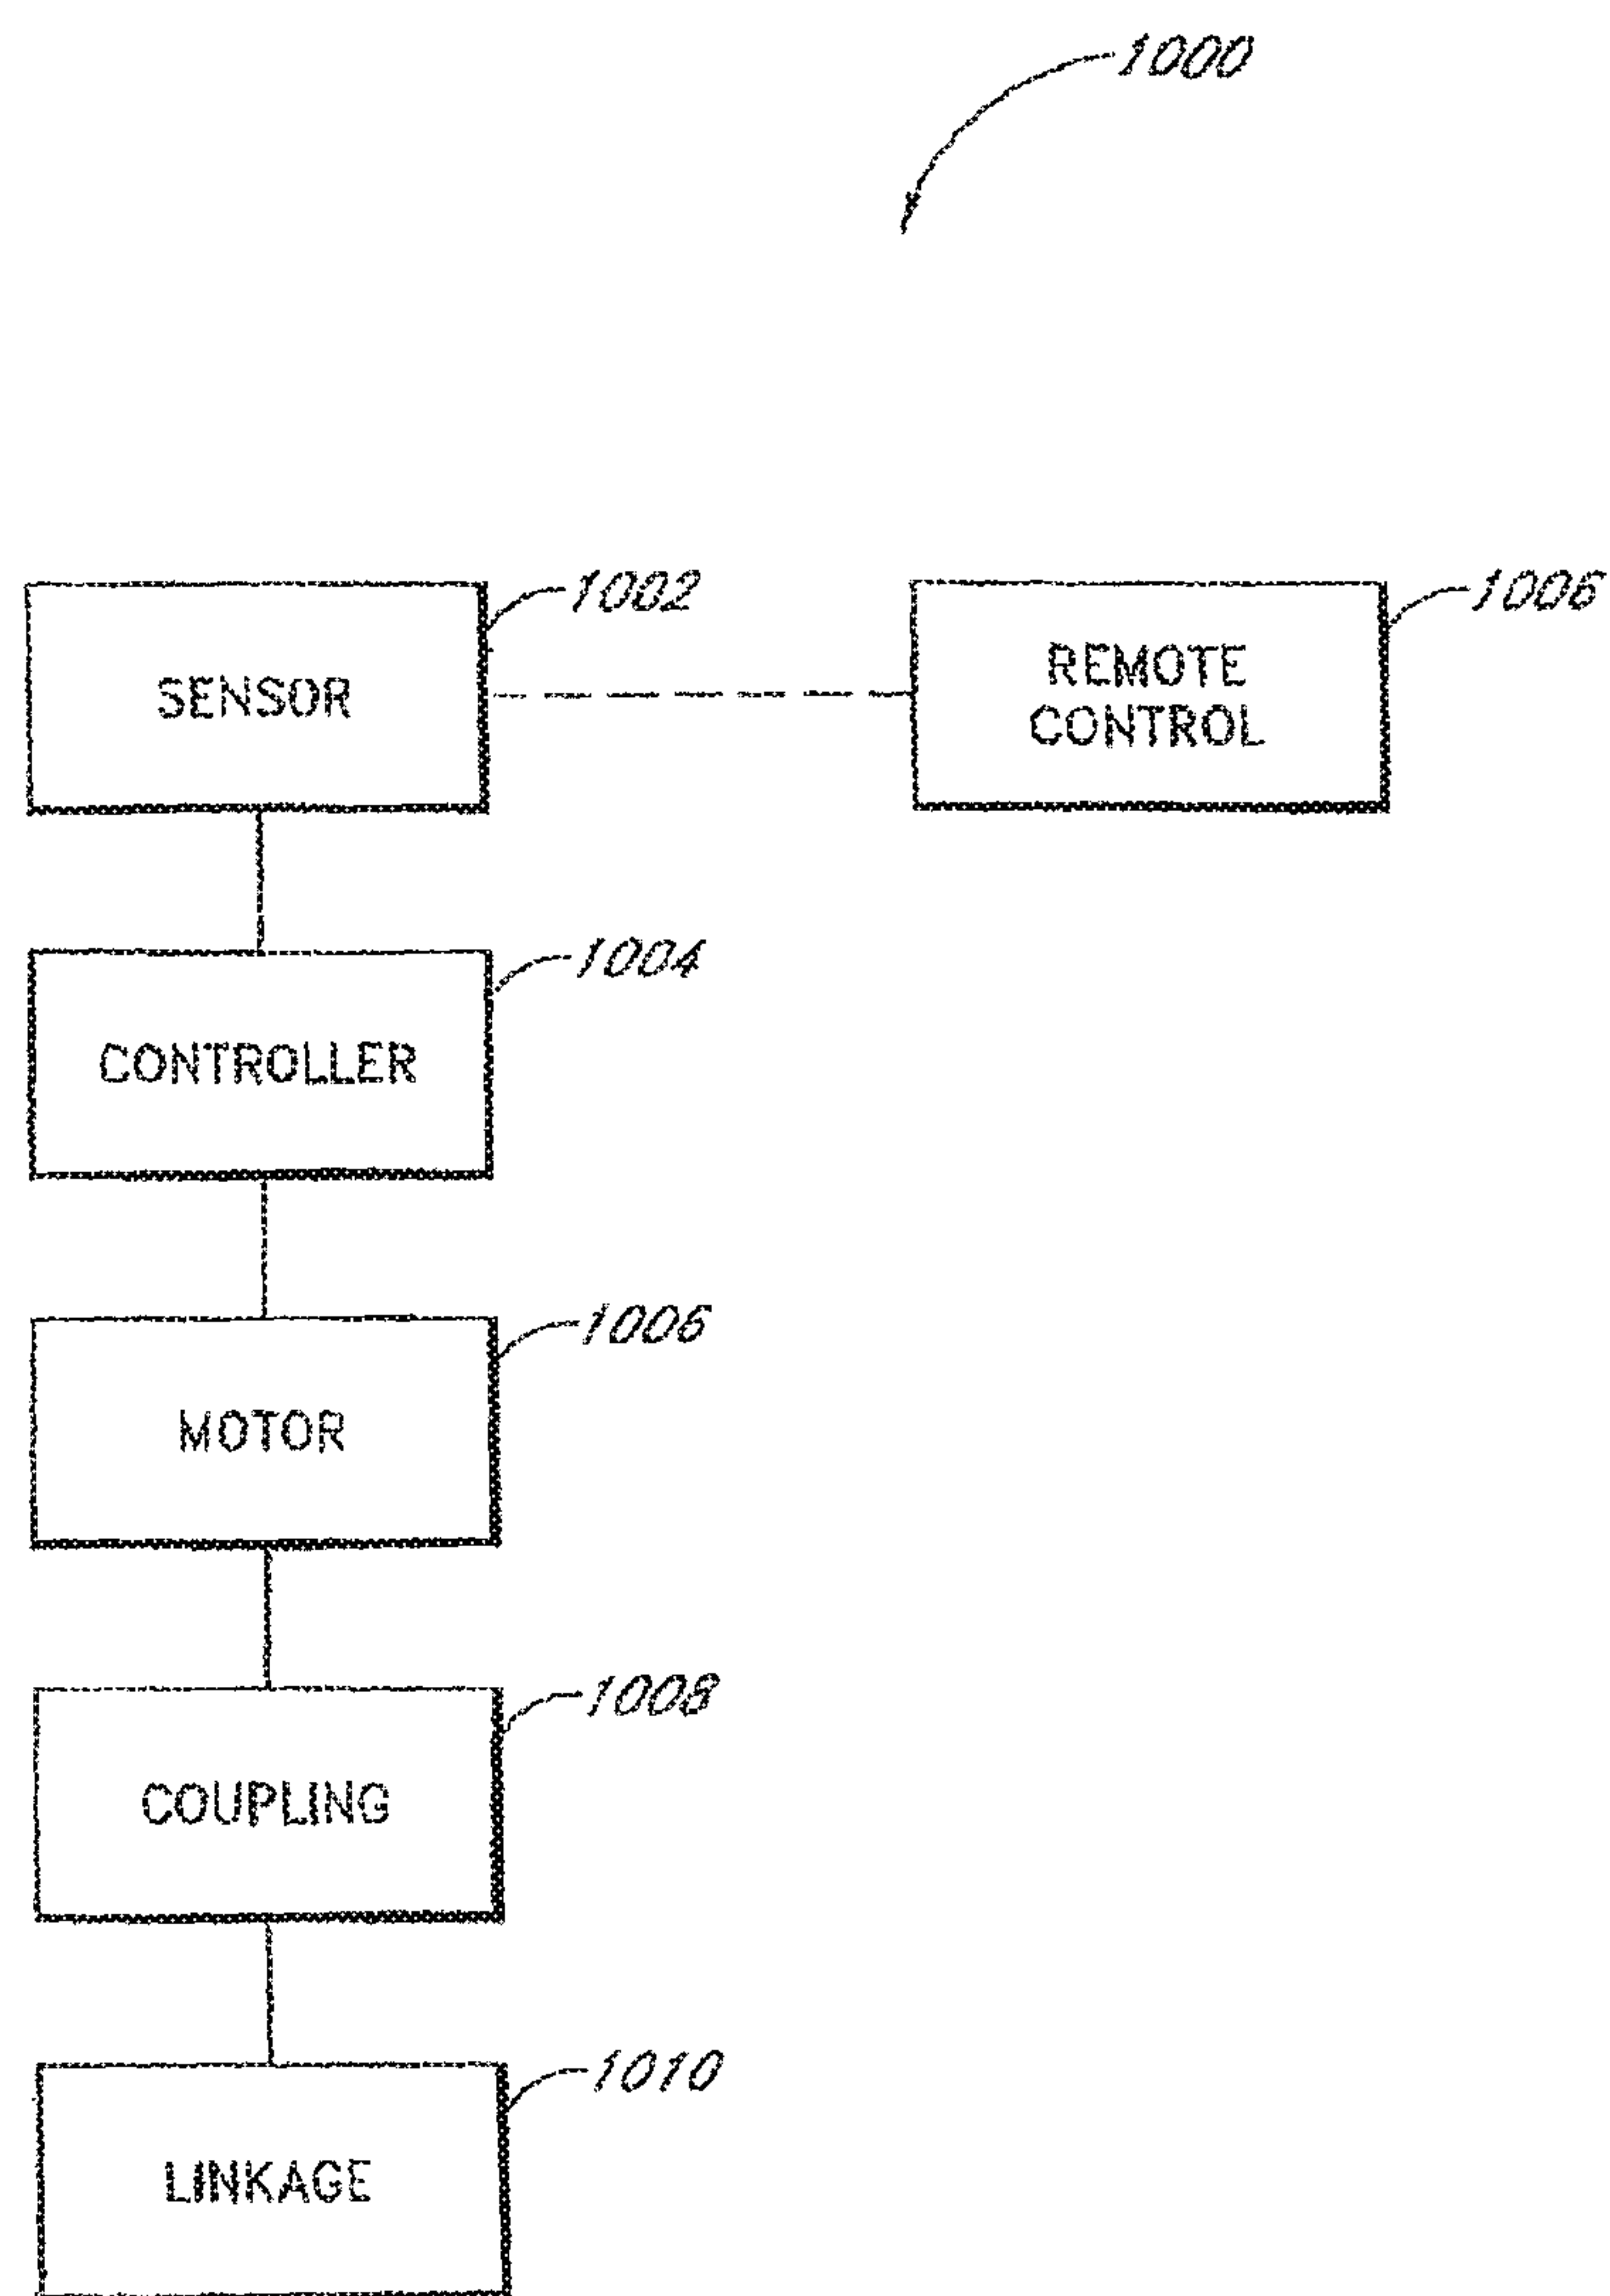 1000
1002
1006
SENSOR
REMOTE
CONTROL
1004
CONTROLLER
1006
MOTOR
1008
COUPLING
1010
LINKAGE